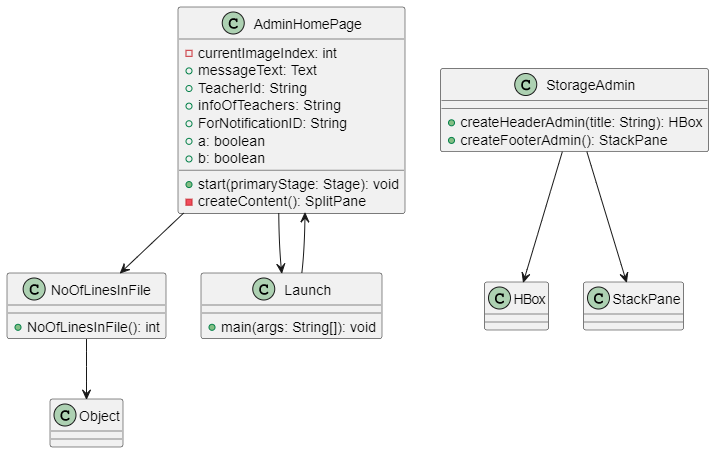 C AdminHomePage
currentImageIndex: int
messageText: Text
TeacherId: String
infoOfTeachers: String
ForNotificationID: String
a: boolean
b: boolean
start(primaryStage: Stage): void
createContent(): SplitPane
C StorageAdmin
createHeaderAdmin(title: String): HBox
createFooterAdmin(): StackPane
C NoOfLinesInFile
NoOfLinesInFile(): int
C Launch
main(args: String[]): void
C HBox
C StackPane
C Object